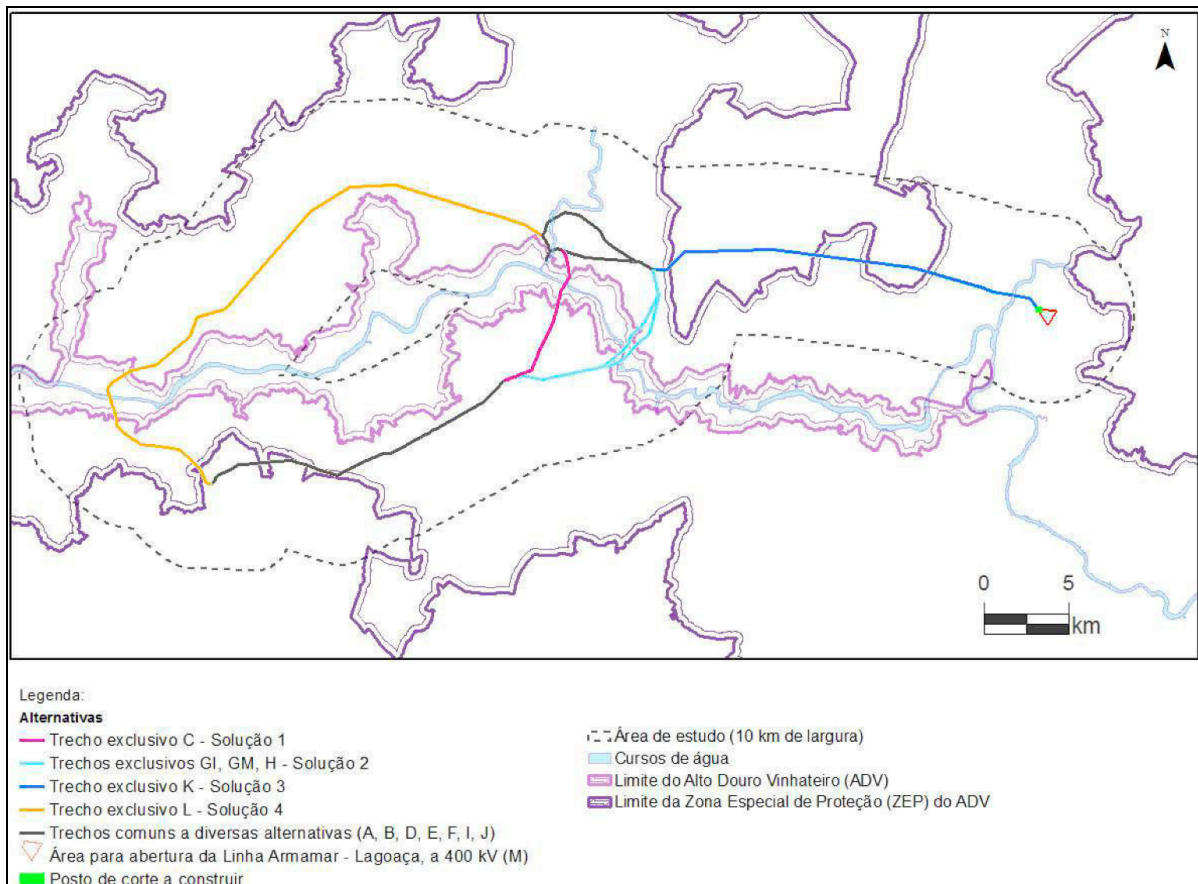 N
0 5
km
Legenda:
Alternativas
Trecho exclusivo C - Solução 1
Trechos exclusivos GI, GM, H - Solução 2
Trecho exclusivo K - Solução 3
Trecho exclusivo L - Solução 4
Trechos comuns a diversas alternativas (A, B, D, E, F, I, J)
Área para abertura da Linha Armamar - Lagoaça, a 400 kV (M)
Posto de corte a construir
Área de estudo (10 km de largura)
Cursos de água
Limite do Alto Douro Vinhateiro (ADV)
Limite da Zona Especial de Proteção (ZEP) do ADV